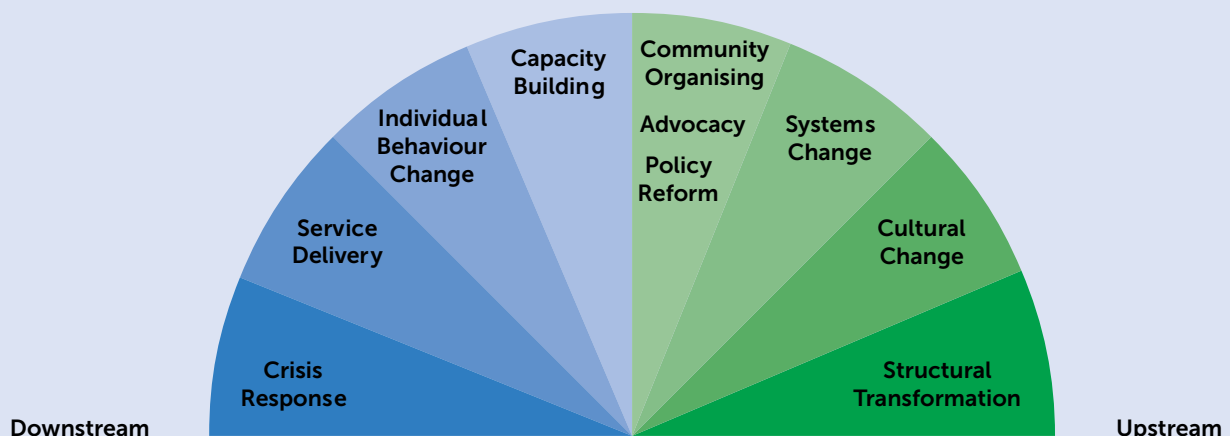 Capacity
Building
Community
Organising
Advocacy
Policy
Reform
Individual
Behaviour
Change
Systems
Change
Service
Delivery
Cultural
Change
Crisis
Response
Structural
Transformation
Downstream
Upstream